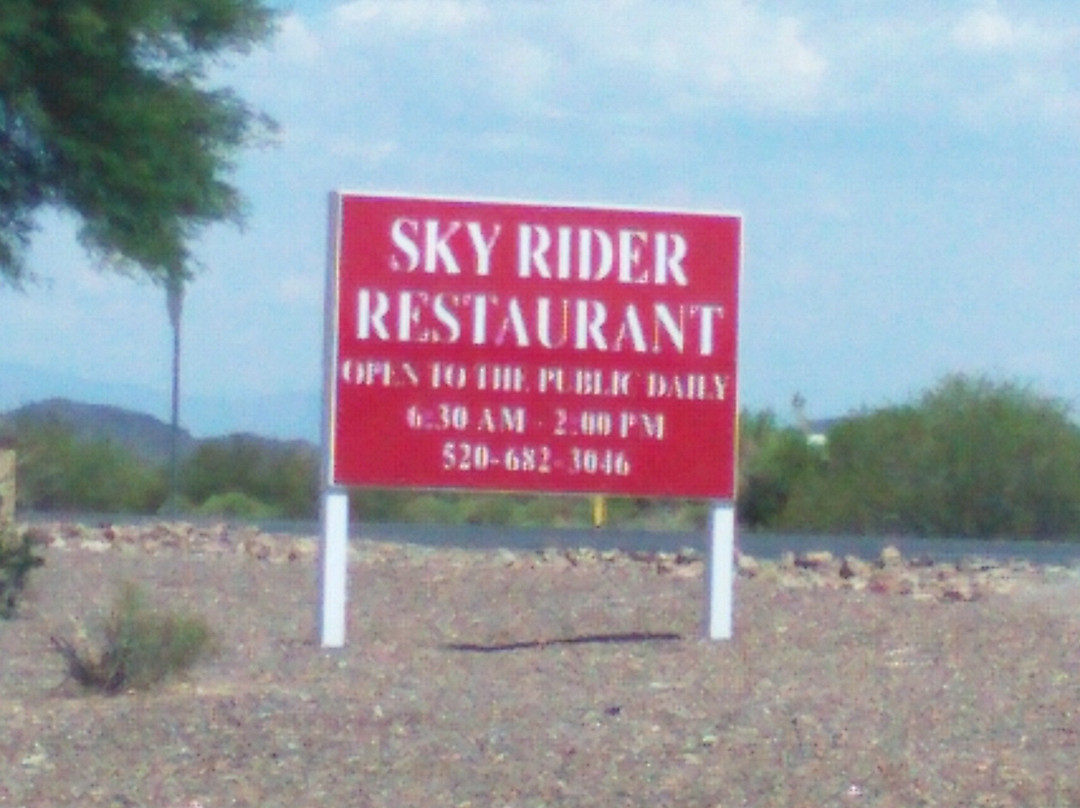 SKY RIDER
RESTAURANT
OPEN TO THE PUBLIC DAILY
6:30 AM - 2:00 PM
520-682-3046